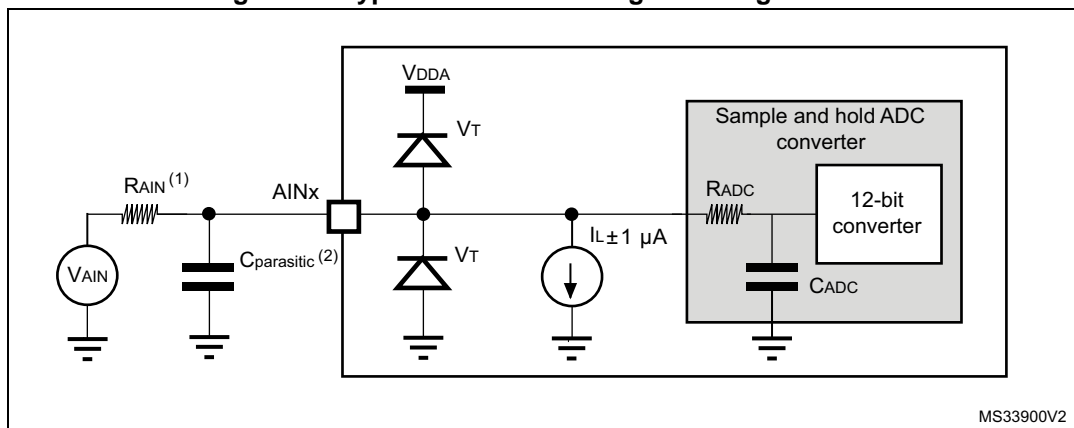 VDDA
VT
Sample and hold ADC
converter
RAIN (1)
AINx
RADC
12-bit
converter
IL±1 µA
VAIN
Cparasitic (2)
VT
CADC
MS33900V2